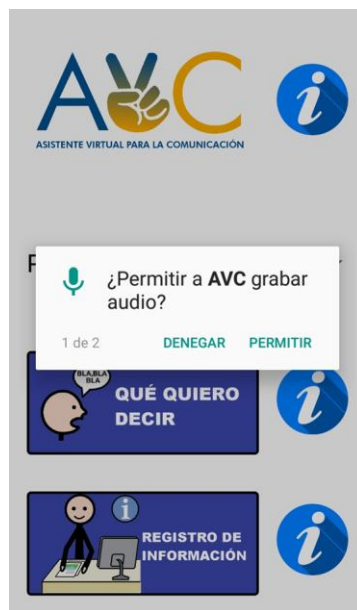 AVC
i
ASISTENTE VIRTUAL PARA LA COMUNICACIÓN
¿Permitir a AVC grabar
audio?
1 de 2
DENEGAR PERMITIR
BLA,BLA
BLA
QUÉ QUIERO
DECIR
i
i
REGISTRO DE
INFORMACIÓN
i